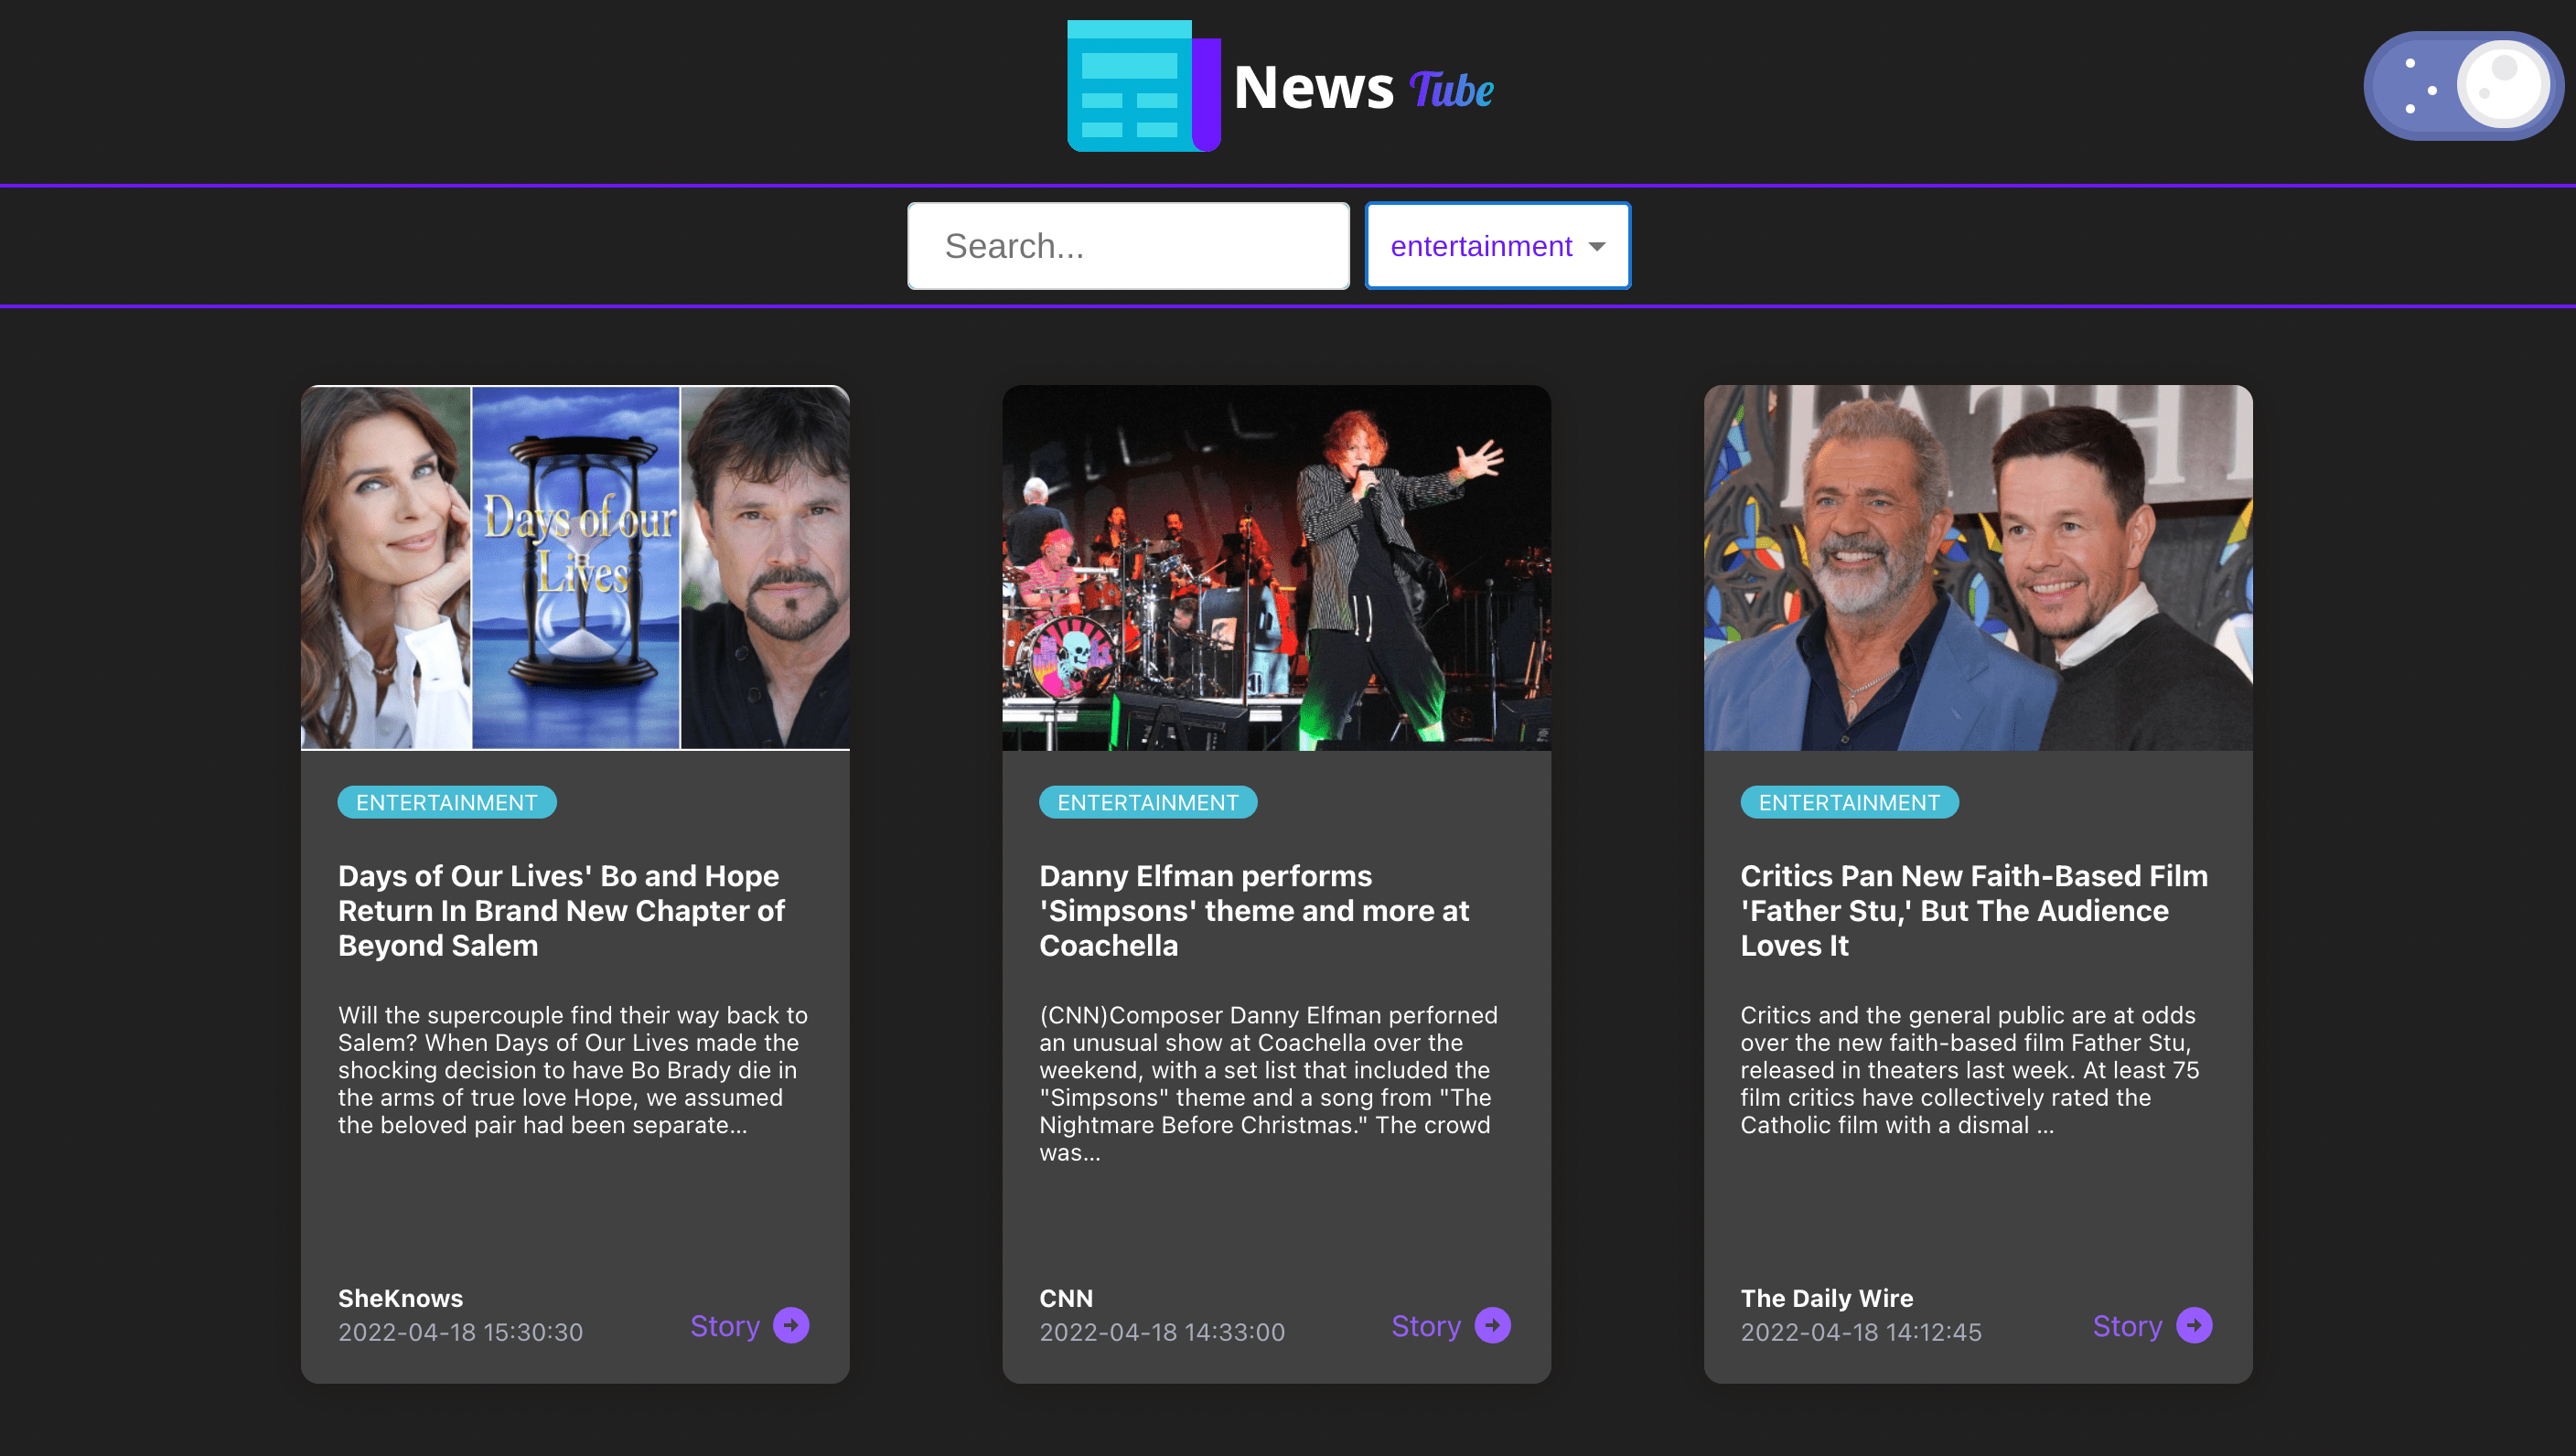 News Tube
Search...
entertainment
FATH
Days of our
Lives
ENTERTAINMENT
Days of Our Lives' Bo and Hope
Return In Brand New Chapter of
Beyond Salem
Will the supercouple find their way back to
Salem? When Days of Our Lives made the
shocking decision to have Bo Brady die in
the arms of true love Hope, we assumed
the beloved pair had been separate...
SheKnows
2022-04-18 15:30:30
Story
ENTERTAINMENT
Danny Elfman performs
'Simpsons' theme and more at
Coachella
(CNN)Composer Danny Elfman perforned
an unusual show at Coachella over the
weekend, with a set list that included the
"Simpsons" theme and a song from "The
Nightmare Before Christmas." The crowd
was...
CNN
2022-04-18 14:33:00
Story
ENTERTAINMENT
Critics Pan New Faith-Based Film
'Father Stu,' But The Audience
Loves It
Critics and the general public are at odds
over the new faith-based film Father Stu,
released in theaters last week. At least 75
film critics have collectively rated the
Catholic film with a dismal ...
The Daily Wire
2022-04-18 14:12:45
Story